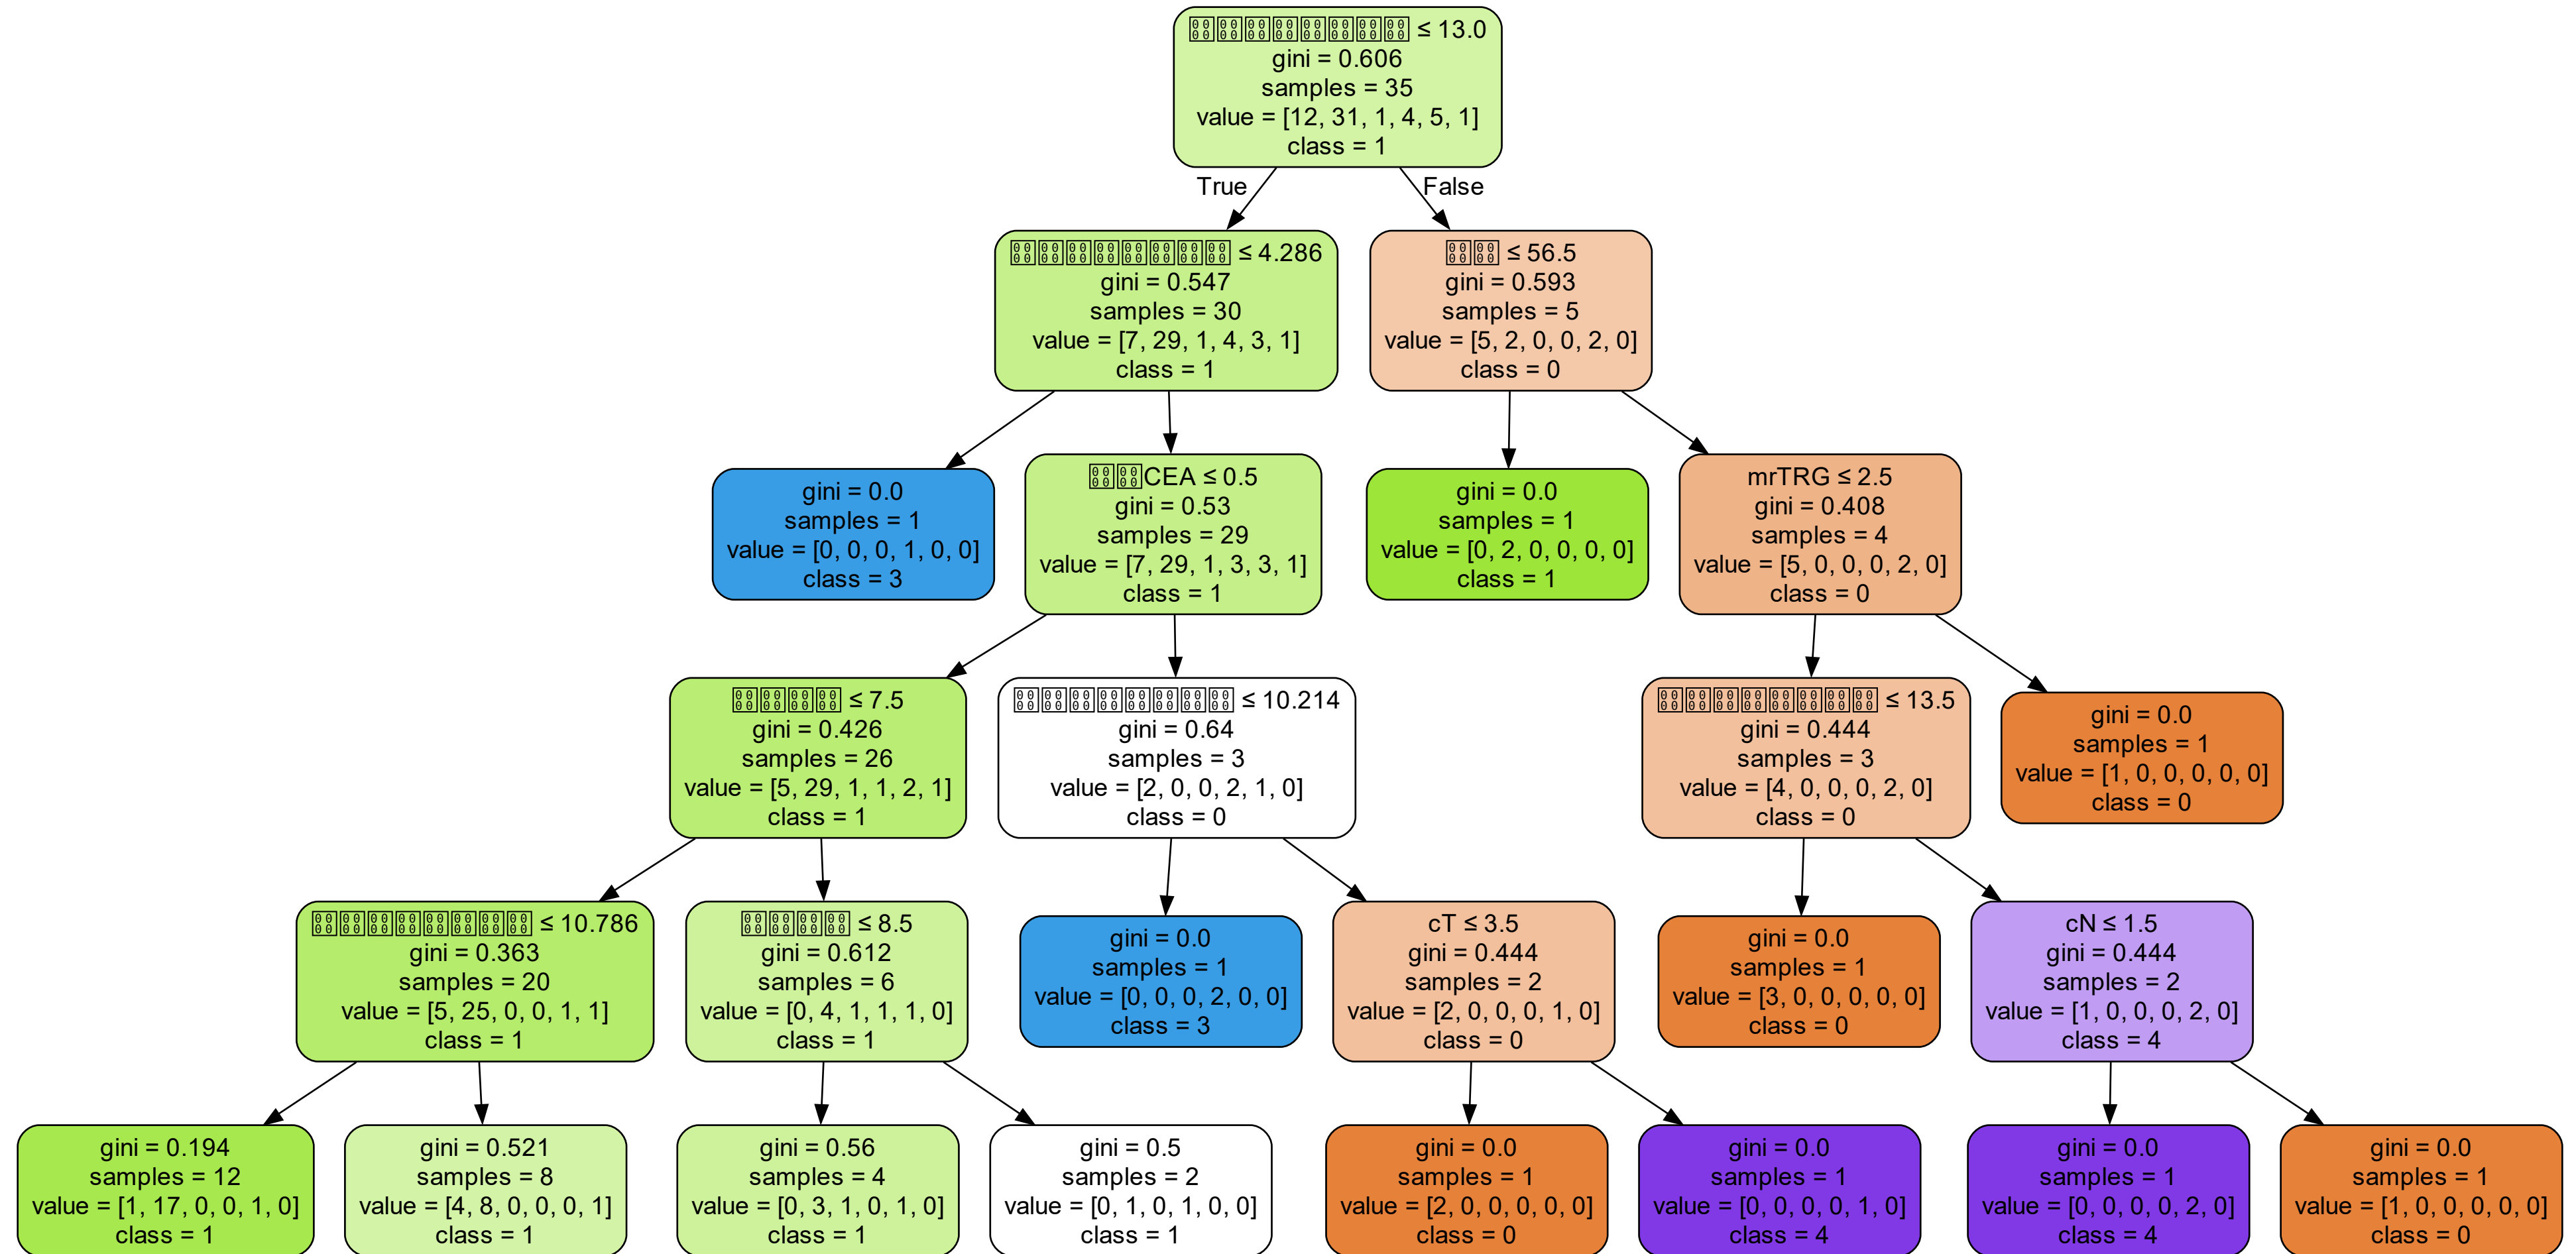 ≤ 13.0
gini = 0.606
samples = 35
value = [12, 31, 1, 4, 5, 1]
class = 1
True
False
≤ 4.286
gini = 0.547
samples = 30
value = [7, 29, 1, 4, 3, 1]
class = 1
≤ 56.5
gini = 0.593
samples = 5
value = [5, 2, 0, 0, 2, 0]
class = 0
gini = 0.0
samples = 1
value = [0, 0, 0, 1, 0, 0]
class = 3
CEA ≤ 0.5
gini = 0.53
samples = 29
value = [7, 29, 1, 3, 3, 1]
class = 1
gini = 0.0
samples = 1
value = [0, 2, 0, 0, 0, 0]
class = 1
mrTRG ≤ 2.5
gini = 0.408
samples = 4
value = [5, 0, 0, 0, 2, 0]
class = 0
≤ 7.5
gini = 0.426
samples = 26
value = [5, 29, 1, 1, 2, 1]
class = 1
≤ 10.214
gini = 0.64
samples = 3
value = [2, 0, 0, 2, 1, 0]
class = 0
≤ 13.5
gini = 0.444
samples = 3
value = [4, 0, 0, 0, 2, 0]
class = 0
gini = 0.0
samples = 1
value = [1, 0, 0, 0, 0, 0]
class = 0
≤ 10.786
gini = 0.363
samples = 20
value = [5, 25, 0, 0, 1, 1]
class = 1
≤ 8.5
gini = 0.612
samples = 6
value = [0, 4, 1, 1, 1, 0]
class = 1
gini = 0.0
samples = 1
value = [0, 0, 0, 2, 0, 0]
class = 3
cT ≤ 3.5
gini = 0.444
samples = 2
value = [2, 0, 0, 0, 1, 0]
class = 0
gini = 0.0
samples = 1
value = [3, 0, 0, 0, 0, 0]
class = 0
cN ≤ 1.5
gini = 0.444
samples = 2
value = [1, 0, 0, 0, 2, 0]
class = 4
gini = 0.194
samples = 12
value = [1, 17, 0, 0, 1, 0]
class = 1
gini = 0.521
samples = 8
value = [4, 8, 0, 0, 0, 1]
class = 1
gini = 0.56
samples = 4
value = [0, 3, 1, 0, 1, 0]
class = 1
gini = 0.5
samples = 2
value = [0, 1, 0, 1, 0, 0]
class = 1
gini = 0.0
samples = 1
value = [2, 0, 0, 0, 0, 0]
class = 0
gini = 0.0
samples = 1
value = [0, 0, 0, 0, 1, 0]
class = 4
gini = 0.0
samples = 1
value = [0, 0, 0, 0, 2, 0]
class = 4
gini = 0.0
samples = 1
value = [1, 0, 0, 0, 0, 0]
class = 0